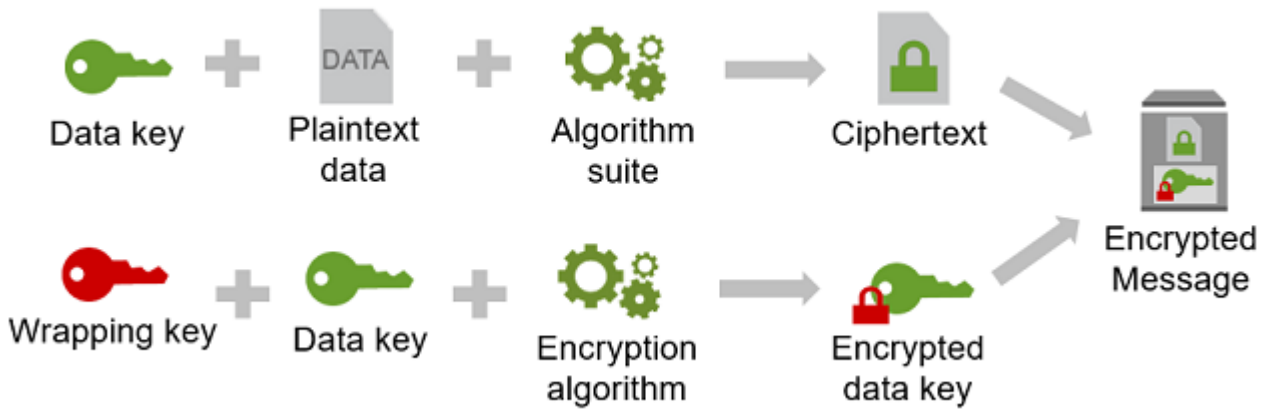 DATA
Data key
Plaintext
data
Algorithm
suite
Ciphertext
Wrapping key
Data key
Encryption
algorithm
Encrypted
data key
Encrypted
Message